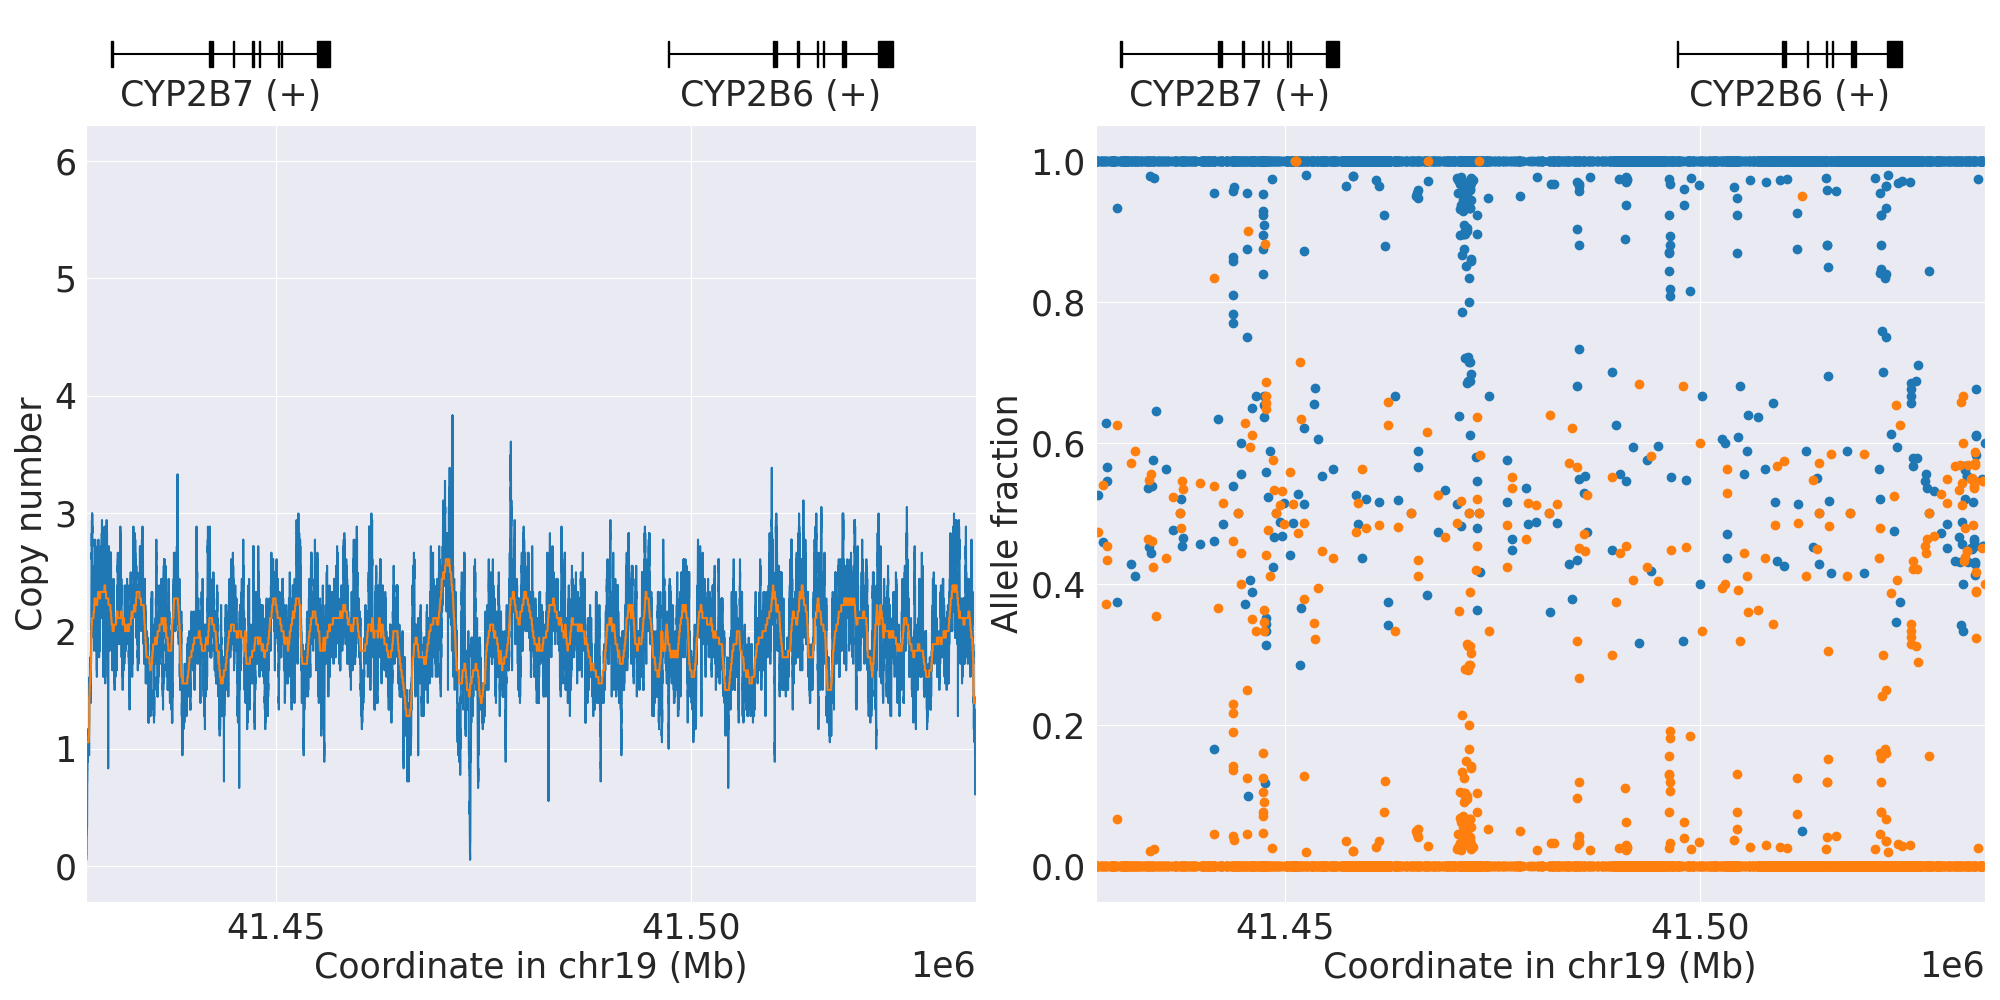 CYP2B7 (+)
CYP2B6 (+)
6
5
4
3
2
1
0
Copy number
41.45
41.50
Coordinate in chr19 (Mb)
1e6
CYP2B7 (+)
CYP2B6 (+)
1.0
0.8
0.6
0.4
0.2
0.0
Allele fraction
41.45
41.50
Coordinate in chr19 (Mb)
1e6